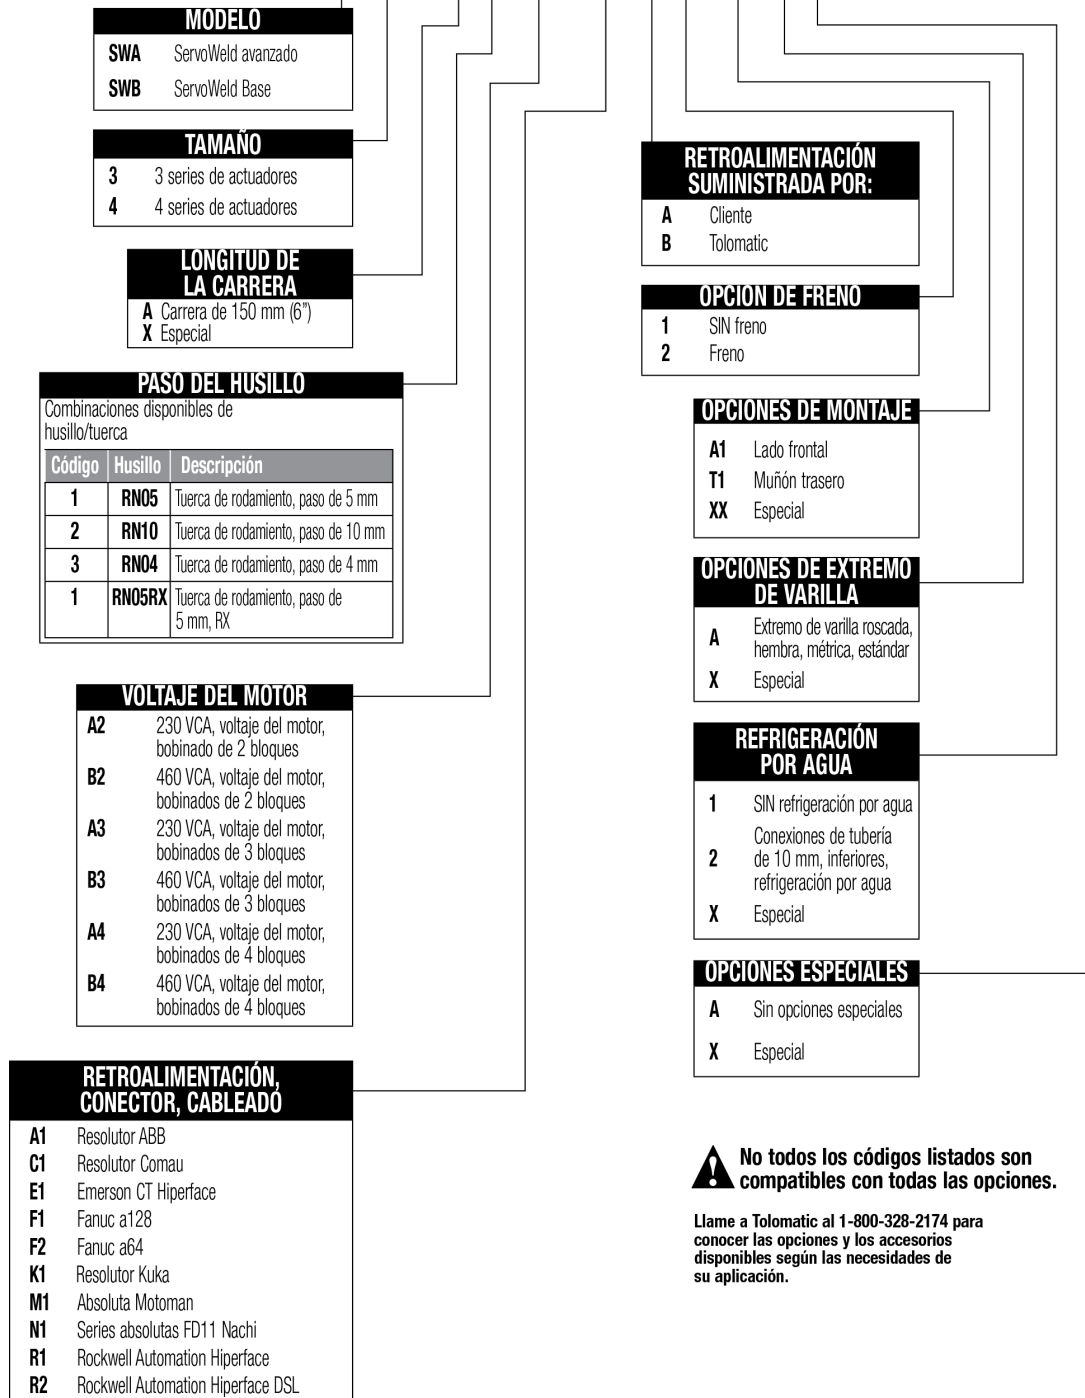 MODELO
SWA ServoWeld avanzado
SWB ServoWeld Base
TAMAÑO
3 3 series de actuadores
4 4 series de actuadores
LONGITUD DE
LA CARRERA
A Carrera de 150 mm (6”)
X Especial
PASO DEL HUSILLO
Combinaciones disponibles de
husillo/tuerca
Código Husillo Descripción
1 RN05 Tuerca de rodamiento, paso de 5 mm
2 RN10 Tuerca de rodamiento, paso de 10 mm
3 RN04 Tuerca de rodamiento, paso de 4 mm
1 RN05RX Tuerca de rodamiento, paso de
5 mm, RX
VOLTAJE DEL MOTOR
A2 230 VCA, voltaje del motor,
bobinado de 2 bloques
B2 460 VCA, voltaje del motor,
bobinados de 2 bloques
A3 230 VCA, voltaje del motor,
bobinados de 3 bloques
B3 460 VCA, voltaje del motor,
bobinados de 3 bloques
A4 230 VCA, voltaje del motor,
bobinados de 4 bloques
B4 460 VCA, voltaje del motor,
bobinados de 4 bloques
RETROALIMENTACIÓN,
CONECTOR, CABLEADO
A1 Resolutor ABB
C1 Resolutor Comau
E1 Emerson CT Hiperface
F1 Fanuc a128
F2 Fanuc a64
K1 Resolutor Kuka
M1 Absoluta Motoman
N1 Series absolutas FD11 Nachi
R1 Rockwell Automation Hiperface
R2 Rockwell Automation Hiperface DSL
RETROALIMENTACIÓN
SUMINISTRADA POR:
A Cliente
B Tolomatic
OPCIÓN DE FRENO
1 SIN freno
2 Freno
OPCIONES DE MONTAJE
A1 Lado frontal
T1 Muñón trasero
XX Especial
OPCIONES DE EXTREMO
DE VARILLA
A Extremo de varilla roscada,
hembra, métrica, estándar
X Especial
REFRIGERACIÓN
POR AGUA
1 SIN refrigeración por agua
2 Conexiones de tubería
de 10 mm, inferiores,
refrigeración por agua
X Especial
OPCIONES ESPECIALES
A Sin opciones especiales
X Especial
No todos los códigos listados son
compatibles con todas las opciones.
Llame a Tolomatic al 1-800-328-2174 para
conocer las opciones y los accesorios
disponibles según las necesidades de
su aplicación.